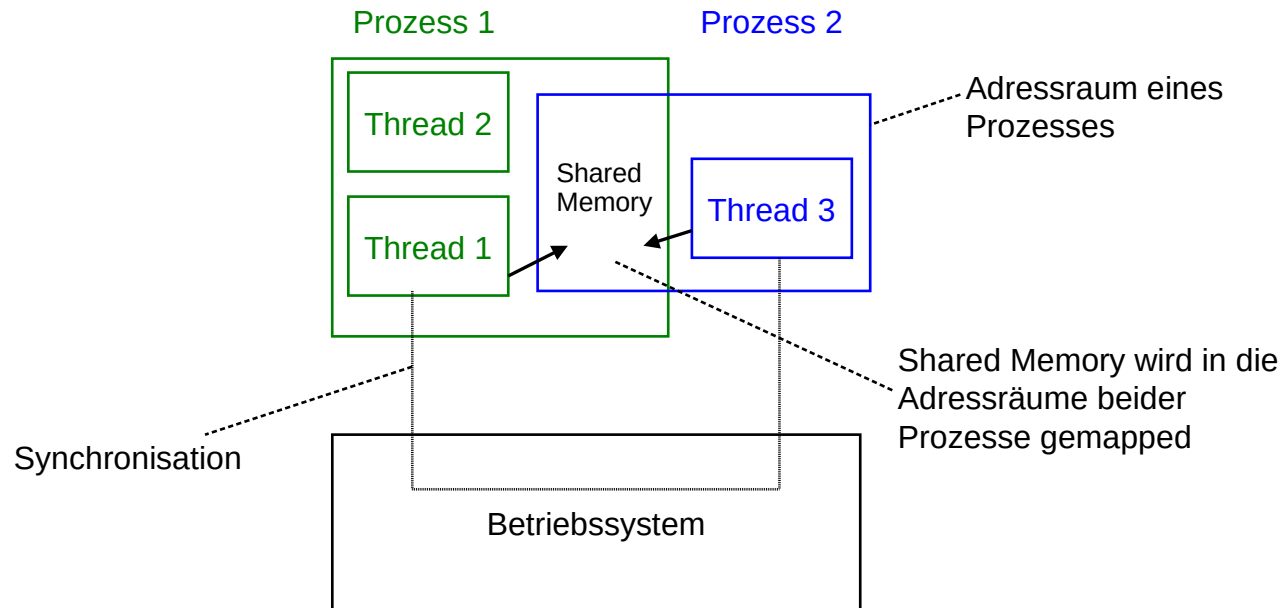 Prozess 1
Prozess 2
Adressraum eines
Prozesses
Thread 2
Shared
Memory
Thread 3
Thread 1
Shared Memory wird in die
Adressräume beider
Prozesse gemapped
Synchronisation
Betriebssystem